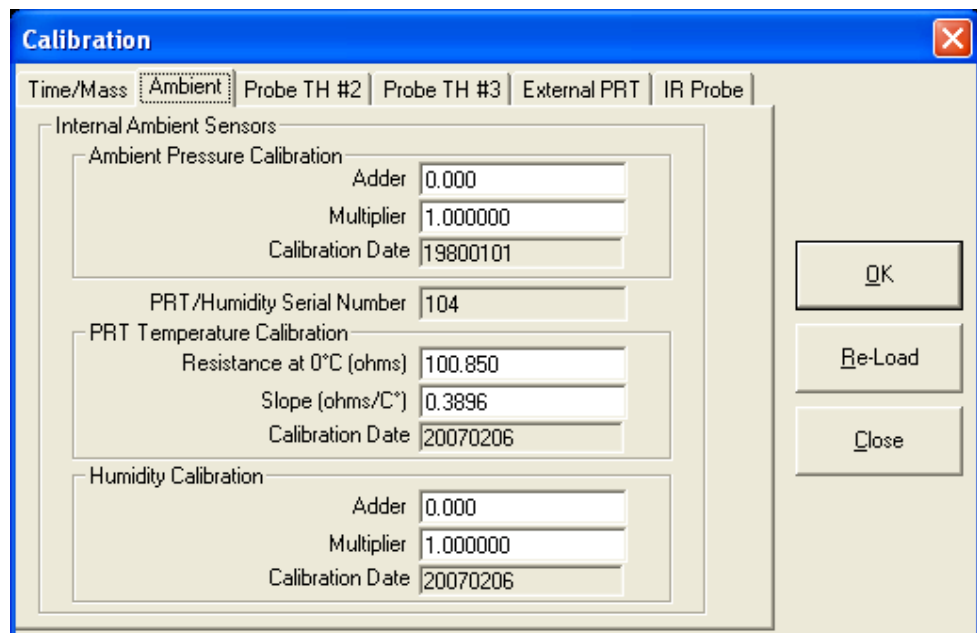 Calibration
Time/Mass Ambient Probe TH #2 Probe TH #3 External PRT IR Probe
Internal Ambient Sensors
Ambient Pressure Calibration
Adder 0.000
Multiplier 1.000000
Calibration Date 19800101
PRT/Humidity Serial Number 104
PRT Temperature Calibration
Resistance at 0°C (ohms) 100.850
Slope (ohms/C°) 0.3896
Calibration Date 20070206
Humidity Calibration
Adder 0.000
Multiplier 1.000000
Calibration Date 20070206
OK
Re-Load
Close